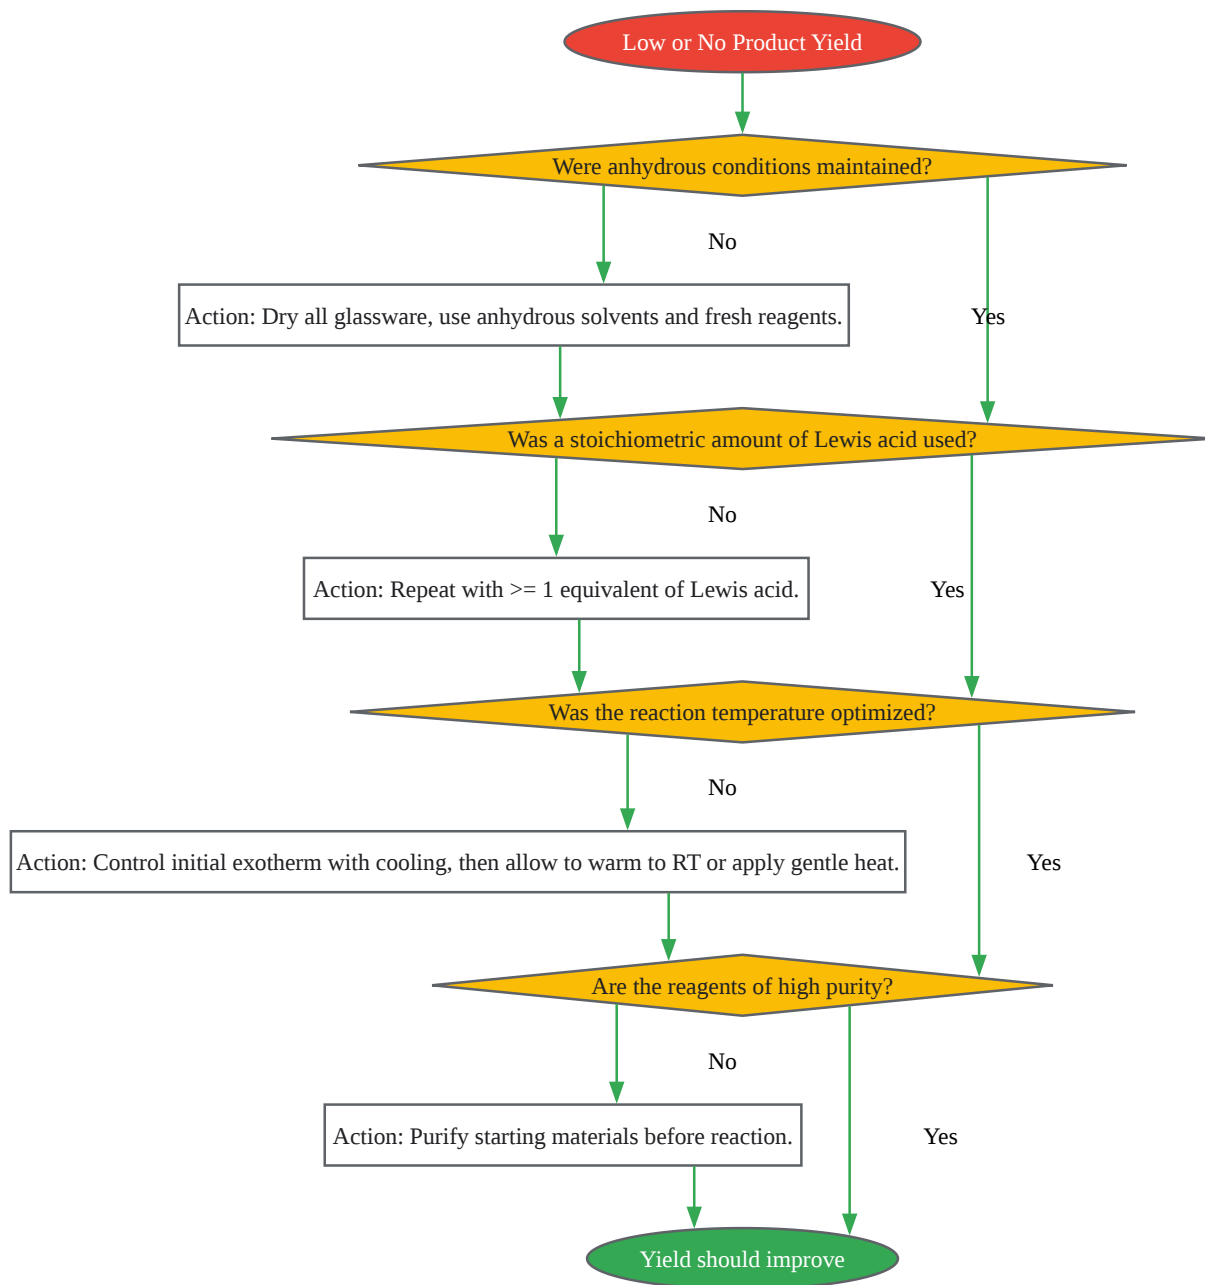 Low or No Product Yield
Were anhydrous conditions maintained?
No
Action: Dry all glassware, use anhydrous solvents and fresh reagents.
Yes
Was a stoichiometric amount of Lewis acid used?
No
Action: Repeat with >= 1 equivalent of Lewis acid.
Yes
Was the reaction temperature optimized?
No
Action: Control initial exotherm with cooling, then allow to warm to RT or apply gentle heat.
Yes
Are the reagents of high purity?
No
Action: Purify starting materials before reaction.
Yes
Yield should improve